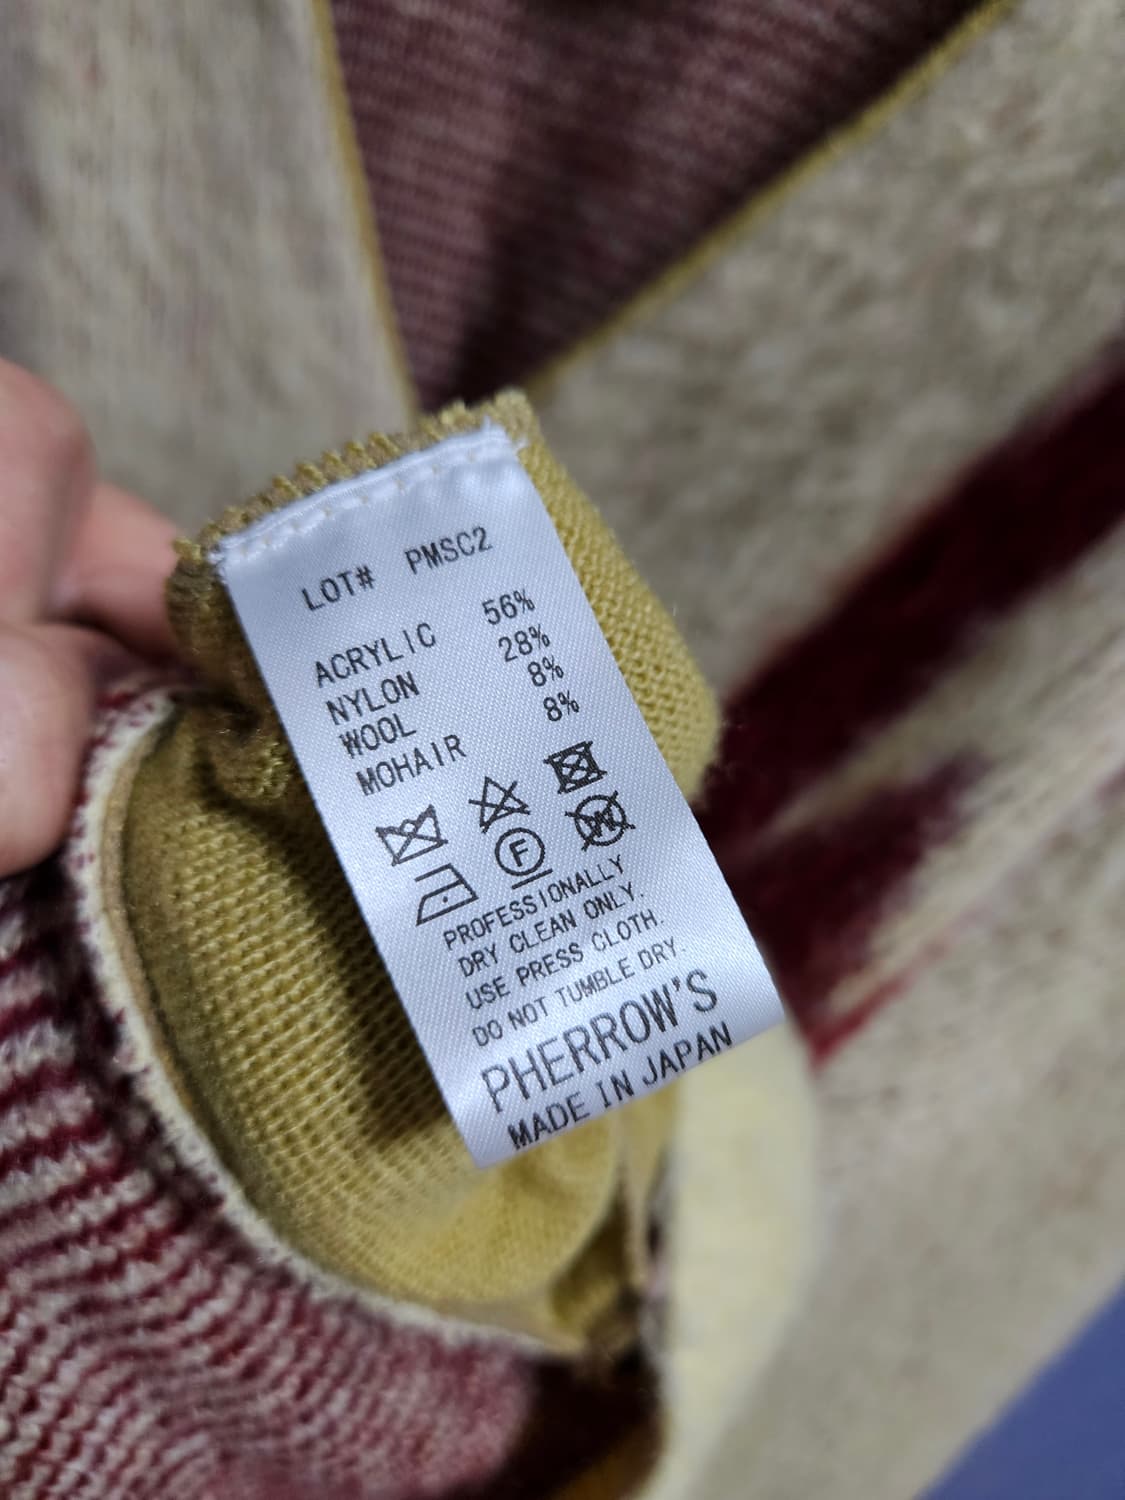 LOT# PMSC2
ACRYLIC 56%
NYLON 28%
WOOL 8%
MOHAIR 8%
F
W
PROFESSIONALLY
DRY CLEAN ONLY.
USE PRESS CLOTH.
DO NOT TUMBLE DRY.
PHERROW'S
MADE IN JAPAN